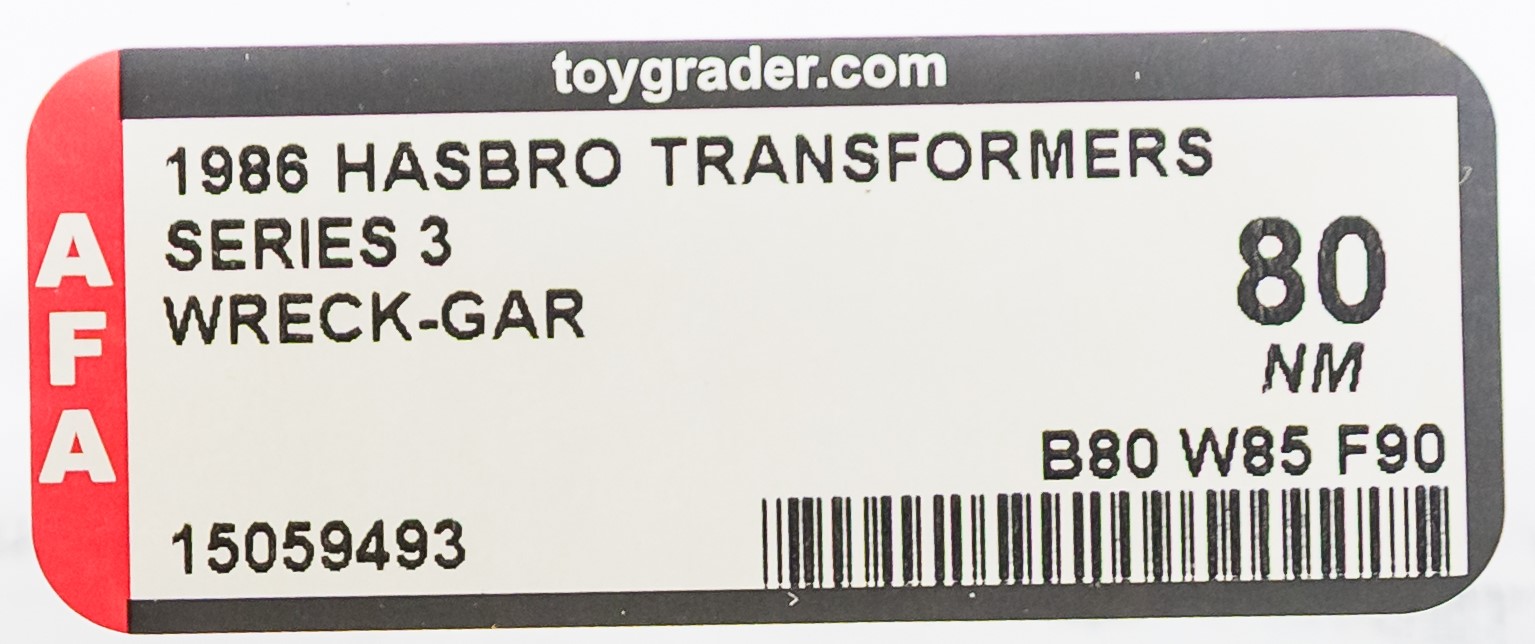 toygrader.com
AFA
1986 HASBRO TRANSFORMERS
SERIES 3
WRECK-GAR
80
NM
B80 W85 F90
15059493